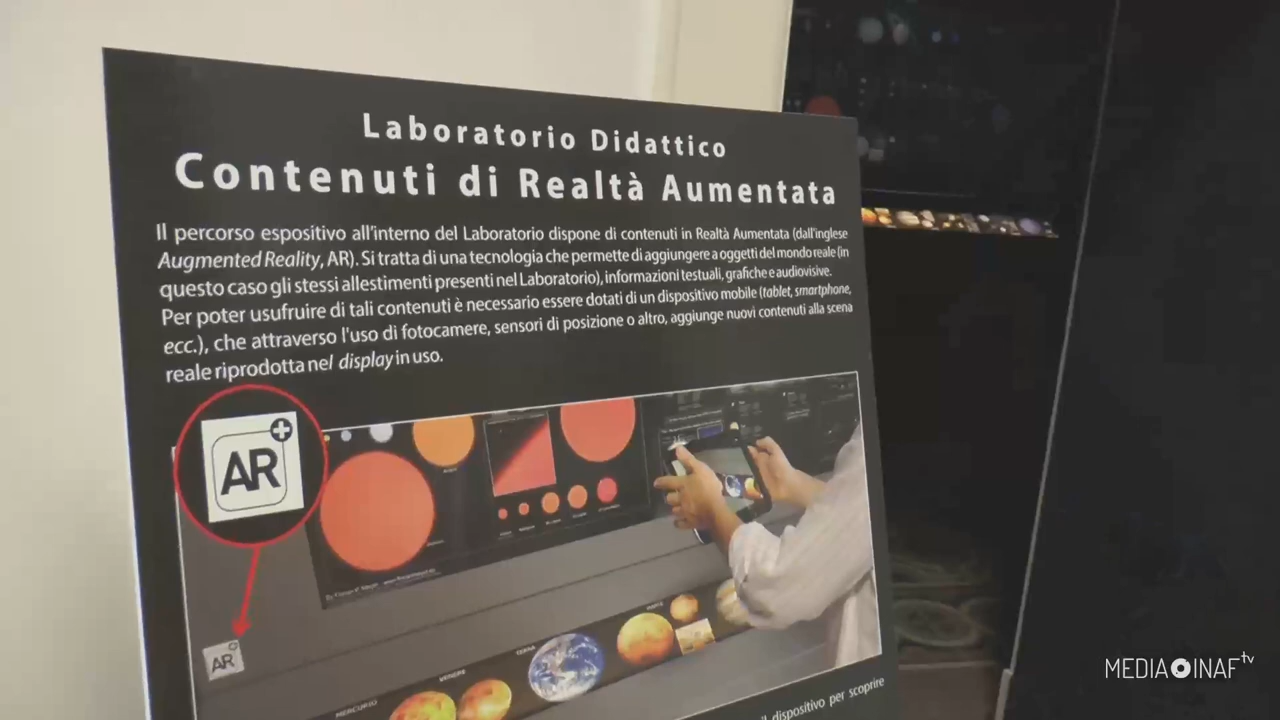 Laboratorio Didattico
Contenuti di Realtà Aumentata
Il percorso espositivo all'interno del Laboratorio dispone di contenuti in Realtà Aumentata (dall'inglese
Augmented Reality, AR). Si tratta di una tecnologia che permette di aggiungere a oggetti del mondo reale (in
questo caso gli stessi allestimenti presenti nel Laboratorio), informazioni testuali, grafiche e audiovisive.
Per poter usufruire di tali contenuti è necessario essere dotati di un dispositivo mobile (tablet, smartphone,
ecc.), che attraverso l'uso di fotocamere, sensori di posizione o altro, aggiunge nuovi contenuti alla scena
reale riprodotta nel display in uso.
AR
AR
MERCURIO
VENERE
TERRA
MARTE
dispositivo per scoprire
MEDIA INAF tv